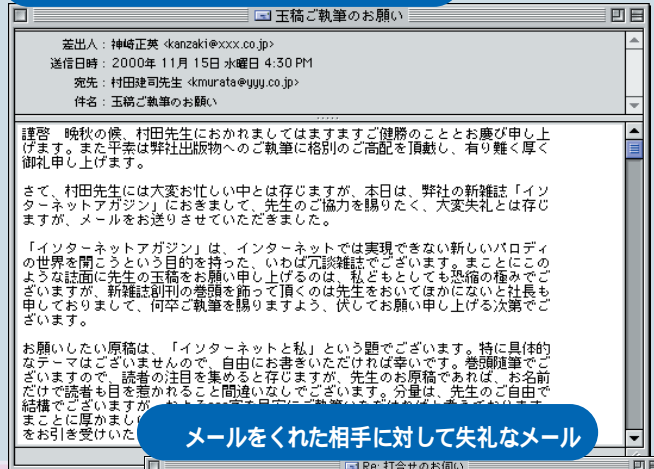 玉稿ご執筆のお願い
差出人：神崎正英 <kanzaki@xxx.co.jp>
送信日時：2000年 11月 15日 水曜日 4:30 PM
宛先：村田建司先生 <kmurata@yyy.co.jp>
件名：玉稿ご執筆のお願い
謹啓　晩秋の候、村田先生におかれましてはますますご健勝のこととお慶び申し上
げます。また平素は弊社出版物へのご執筆に格別のご高配を頂戴し、有り難く厚く
御礼申し上げます。
さて、村田先生には大変お忙しい中とは存じますが、本日は、弊社の新雑誌「イソ
ターネットアガジン」におきまして、先生のご協力を賜りたく、大変失礼とは存じ
ますが、メールをお送りさせていただきました。
「イソターネットアガジン」は、インターネットでは実現できない新しいパロディ
の世界を開こうという目的を持った、いわば冗談雑誌でございます。まことにこの
ような誌面に先生の玉稿をお願い申し上げるのは、私どもとしても恐縮の極みでご
ざいますが、新雑誌創刊の巻頭を飾って頂くのは先生をおいてほかにないと社長も
申しておりまして、何卒ご執筆を賜りますよう、伏してお願い申し上げる次第でご
ざいます。
お願いしたい原稿は、「イソターネットと私」という題でございます。特に具体的
なテーマはございませんので、自由にお書きいただければ幸いです。巻頭随筆でご
ざいますので、読者の注目を集めると存じますが、先生のお原稿であれば、お名前
だけで読者も目を惹かれること間違いなしでございます。分量は、先生のご自由で
結構でございますが、
まことに厚かまし
をお引き受けいた
メールをくれた相手に対して失礼なメール
Re: 打合せのお伺い